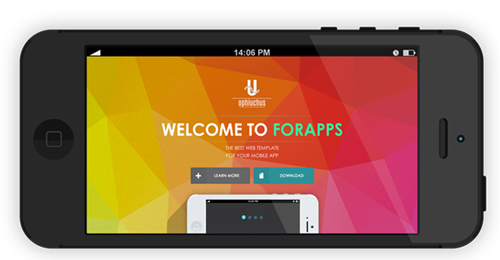 14:06 PM
ophiuchus
WELCOME TO FORAPPS
THE BEST WEB TEMPLATE
FOR YOUR MOBILE APP
LEARN MORE
DOWNLOAD